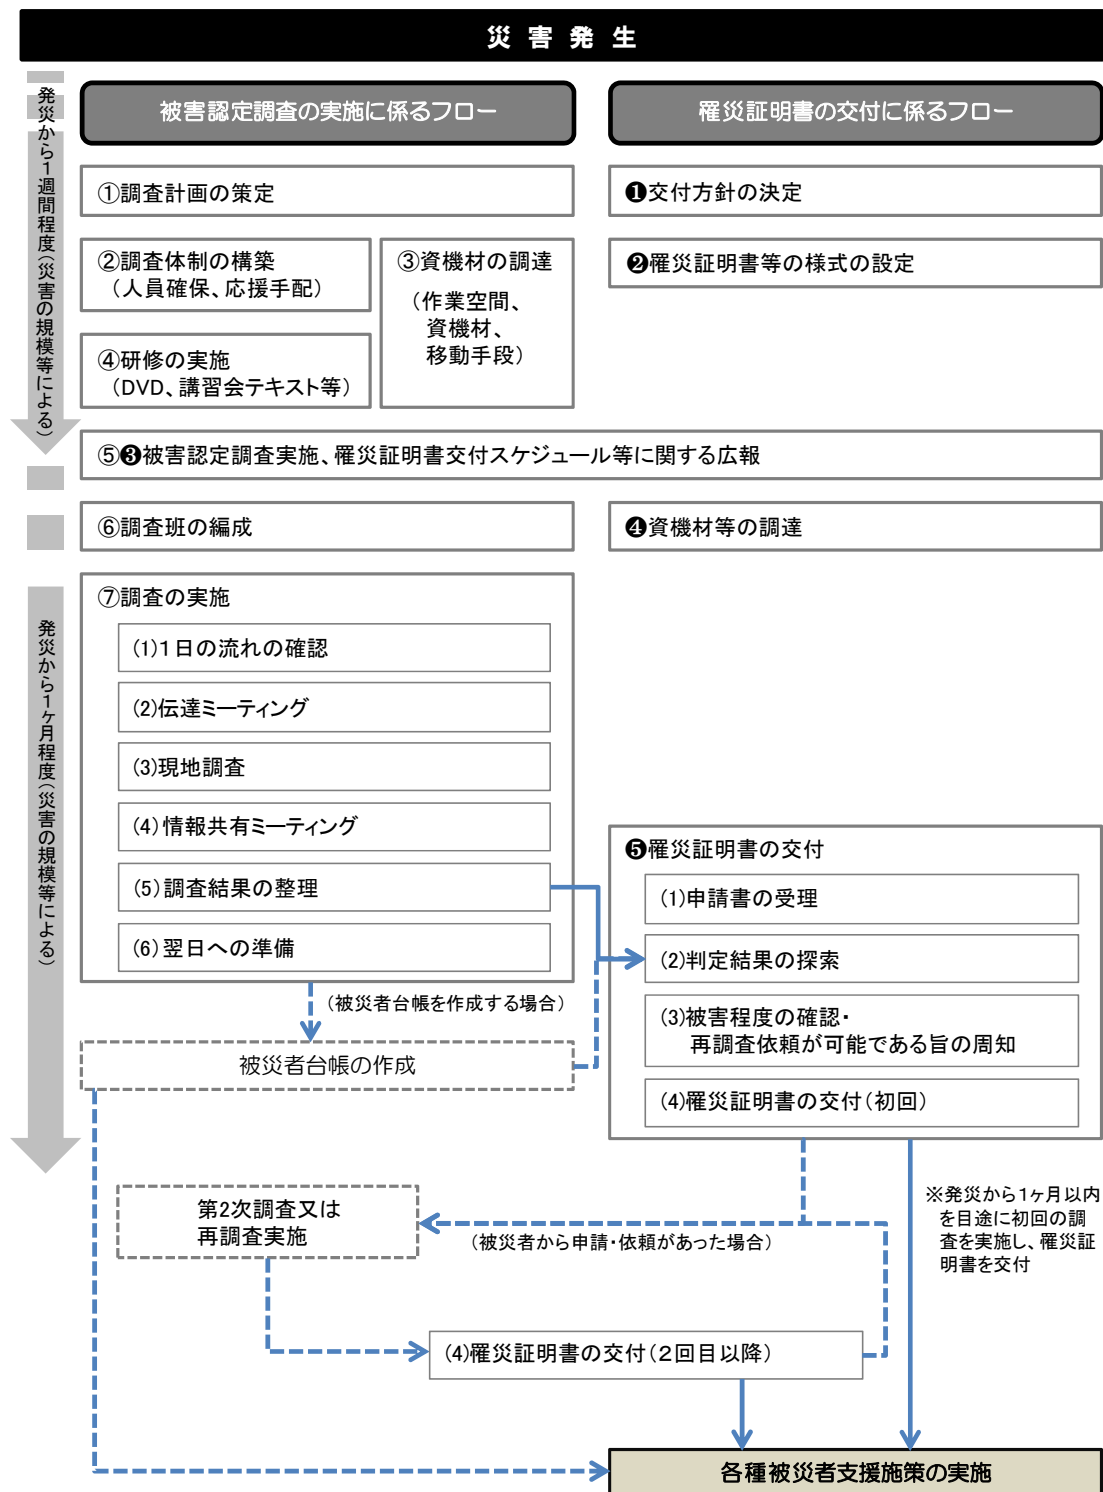 災害発生
発災から1週間程度(災害の規模等による)
被害認定調査の実施に係るフロー
罹災証明書の交付に係るフロー
①調査計画の策定
❶交付方針の決定
②調査体制の構築
(人員確保、応援手配)
③資機材の調達
(作業空間、
資機材、
移動手段)
❷罹災証明書等の様式の設定
④研修の実施
(DVD、講習会テキスト等)
⑤❸被害認定調査実施、罹災証明書交付スケジュール等に関する広報
⑥調査班の編成
❹資機材等の調達
発災から1ヶ月程度(災害の規模等による)
⑦調査の実施
(1)1日の流れの確認
(2)伝達ミーティング
(3)現地調査
(4)情報共有ミーティング
(5)調査結果の整理
(6)翌日への準備
❺罹災証明書の交付
(1)申請書の受理
(2)判定結果の探索
(3)被害程度の確認・
再調査依頼が可能である旨の周知
(4)罹災証明書の交付(初回)
(被災者台帳を作成する場合)
被災者台帳の作成
第2次調査又は
再調査実施
(被災者から申請・依頼があった場合)
※発災から1ヶ月以内
を目途に初回の調
査を実施し、罹災証
明書を交付
(4)罹災証明書の交付(2回目以降)
各種被災者支援施策の実施